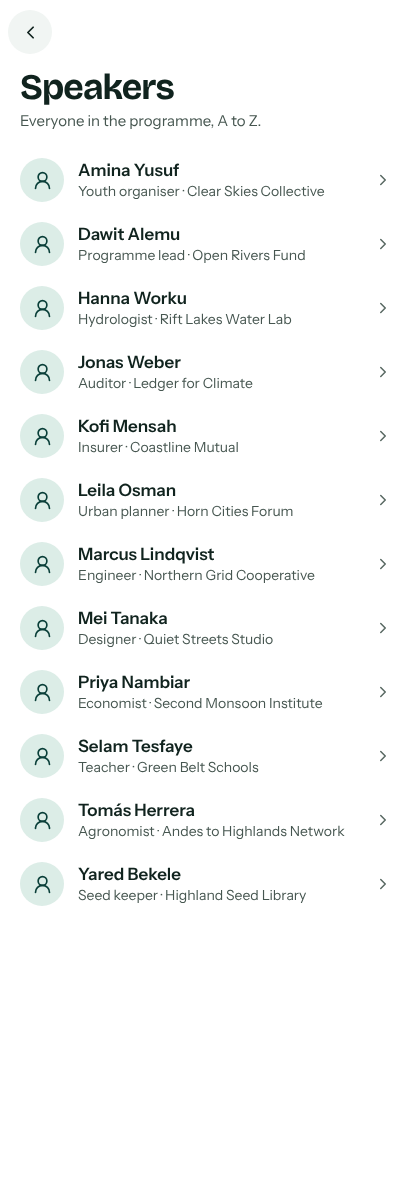 Speakers
Everyone in the programme, A to Z.
Amina Yusuf
Youth organiser · Clear Skies Collective
Dawit Alemu
Programme lead · Open Rivers Fund
Hanna Worku
Hydrologist · Rift Lakes Water Lab
Jonas Weber
Auditor · Ledger for Climate
Kofi Mensah
Insurer · Coastline Mutual
Leila Osman
Urban planner · Horn Cities Forum
Marcus Lindqvist
Engineer · Northern Grid Cooperative
Mei Tanaka
Designer · Quiet Streets Studio
Priya Nambiar
Economist · Second Monsoon Institute
Selam Tesfaye
Teacher · Green Belt Schools
Tomás Herrera
Agronomist · Andes to Highlands Network
Yared Bekele
Seed keeper · Highland Seed Library